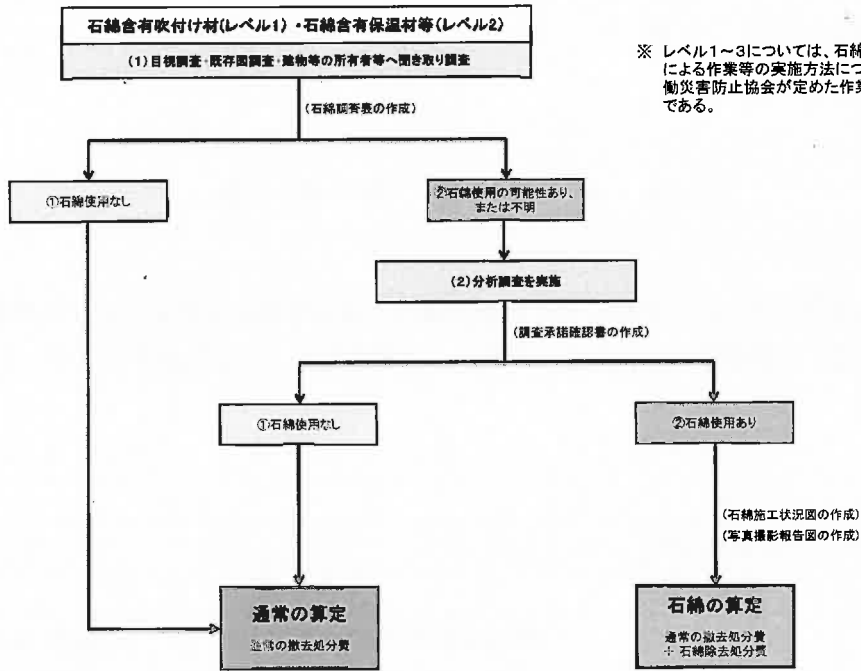 石綿含有吹付け材(レベル1)・石綿含有保温材等(レベル2)
(1)目視調査・既存図調査・建物等の所有者等へ聞き取り調査
※ レベル1～3については、石綿
による作業等の実施方法につ
働災害防止協会が定めた作業
である。
(石綿調査表の作成)
①石綿使用なし
②石綿使用の可能性あり、
または不明
(2)分析調査を実施
(調査承諾確認書の作成)
①石綿使用なし
②石綿使用あり
(石綿施工状況図の作成)
(写真撮影報告図の作成)
通常の算定
通常の撤去処分費
石綿の算定
通常の撤去処分費
＋ 石綿除去処分費